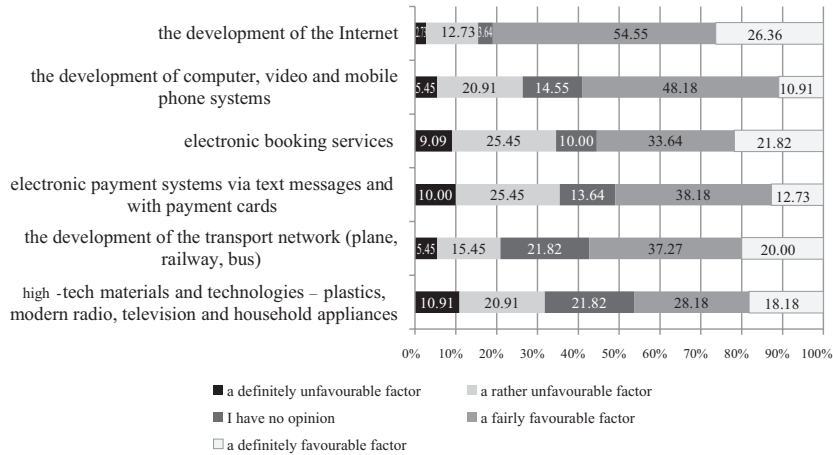 the development of the Internet
2.73 12.73 3.64 54.55 26.36
the development of computer, video and mobile
phone systems
5.45 20.91 14.55 48.18 10.91
electronic booking services
9.09 25.45 10.00 33.64 21.82
electronic payment systems via text messages and
with payment cards
10.00 25.45 13.64 38.18 12.73
the development of the transport network (plane,
railway, bus)
5.45 15.45 21.82 37.27 20.00
high -tech materials and technologies – plastics,
modern radio, television and household appliances
10.91 20.91 21.82 28.18 18.18
0% 10% 20% 30% 40% 50% 60% 70% 80% 90% 100%
a definitely unfavourable factor a rather unfavourable factor
I have no opinion a fairly favourable factor
a definitely favourable factor